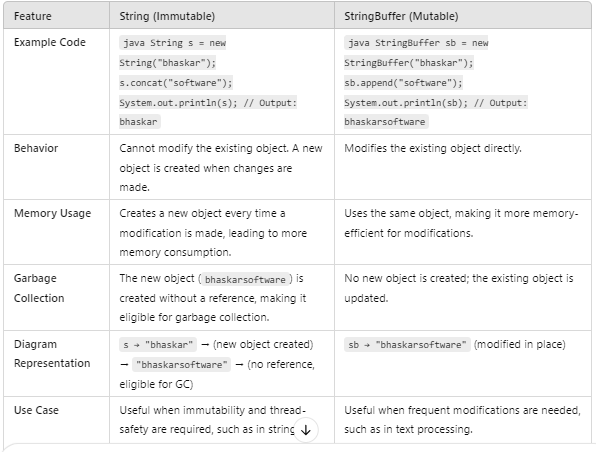 Feature
String (Immutable)
StringBuffer (Mutable)
Example Code
java String s = new
String("bhaskar");
s.concat("software");
System.out.println(s); // Output:
bhaskar
java StringBuffer sb = new
StringBuffer("bhaskar");
sb.append("software");
System.out.println(sb); // Output:
bhaskarsoftware
Behavior
Cannot modify the existing object. A new
object is created when changes are
made.
Modifies the existing object directly.
Memory Usage
Creates a new object every time a
modification is made, leading to more
memory consumption.
Uses the same object, making it more memory-
efficient for modifications.
Garbage
Collection
The new object ( bhaskarsoftware ) is
created without a reference, making it
eligible for garbage collection.
No new object is created; the existing object is
updated.
Diagram
Representation
s → "bhaskar" → (new object created)
→ "bhaskarsoftware" → (no reference,
eligible for GC)
sb → "bhaskarsoftware" (modified in place)
Use Case
Useful when immutability and thread-
safety are required, such as in string
Useful when frequent modifications are needed,
such as in text processing.